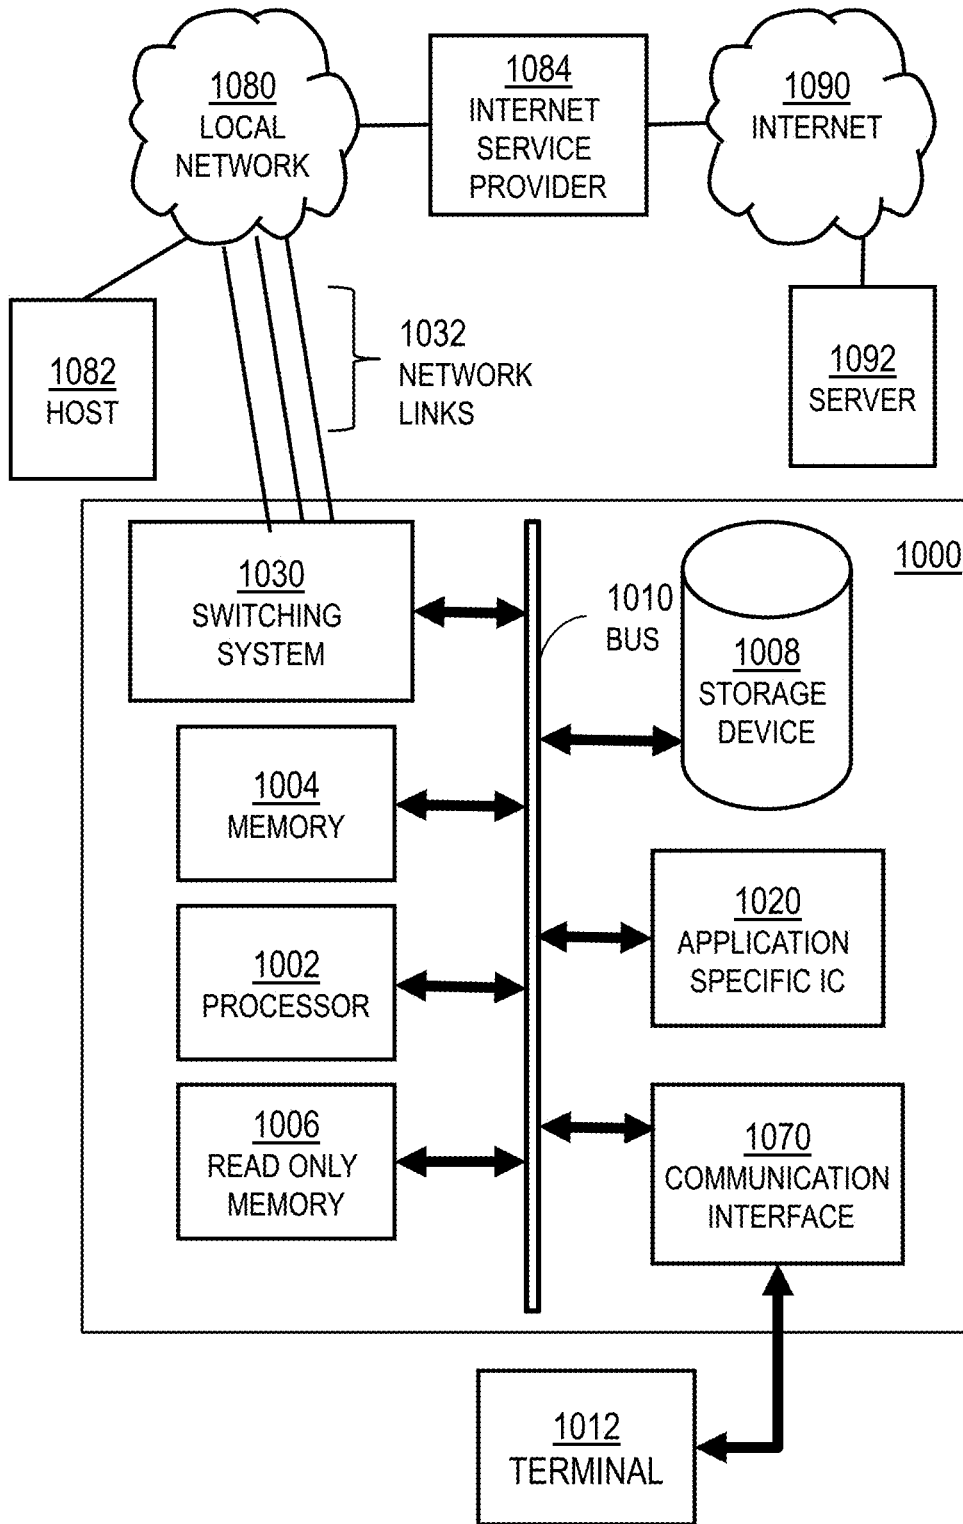 1080
LOCAL
NETWORK
1084
INTERNET
SERVICE
PROVIDER
1090
INTERNET
1082
HOST
1032
NETWORK
LINKS
1092
SERVER
1000
1030
SWITCHING
SYSTEM
1010
BUS
1008
STORAGE
DEVICE
1004
MEMORY
1020
APPLICATION
SPECIFIC IC
1002
PROCESSOR
1006
READ ONLY
MEMORY
1070
COMMUNICATION
INTERFACE
1012
TERMINAL